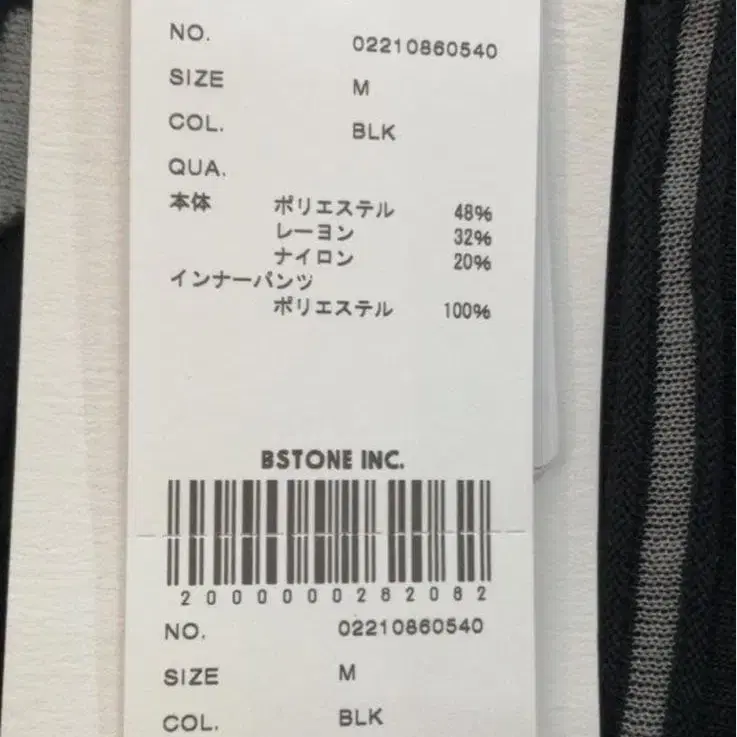 NO. 02210860540
SIZE M
COL. BLK
QUA.
本体 ポリエステル 48%
レーヨン 32%
ナイロン 20%
インナーパンツ
ポリエステル 100%
BSTONE INC.
2000000282082
NO. 02210860540
SIZE M
COL. BLK